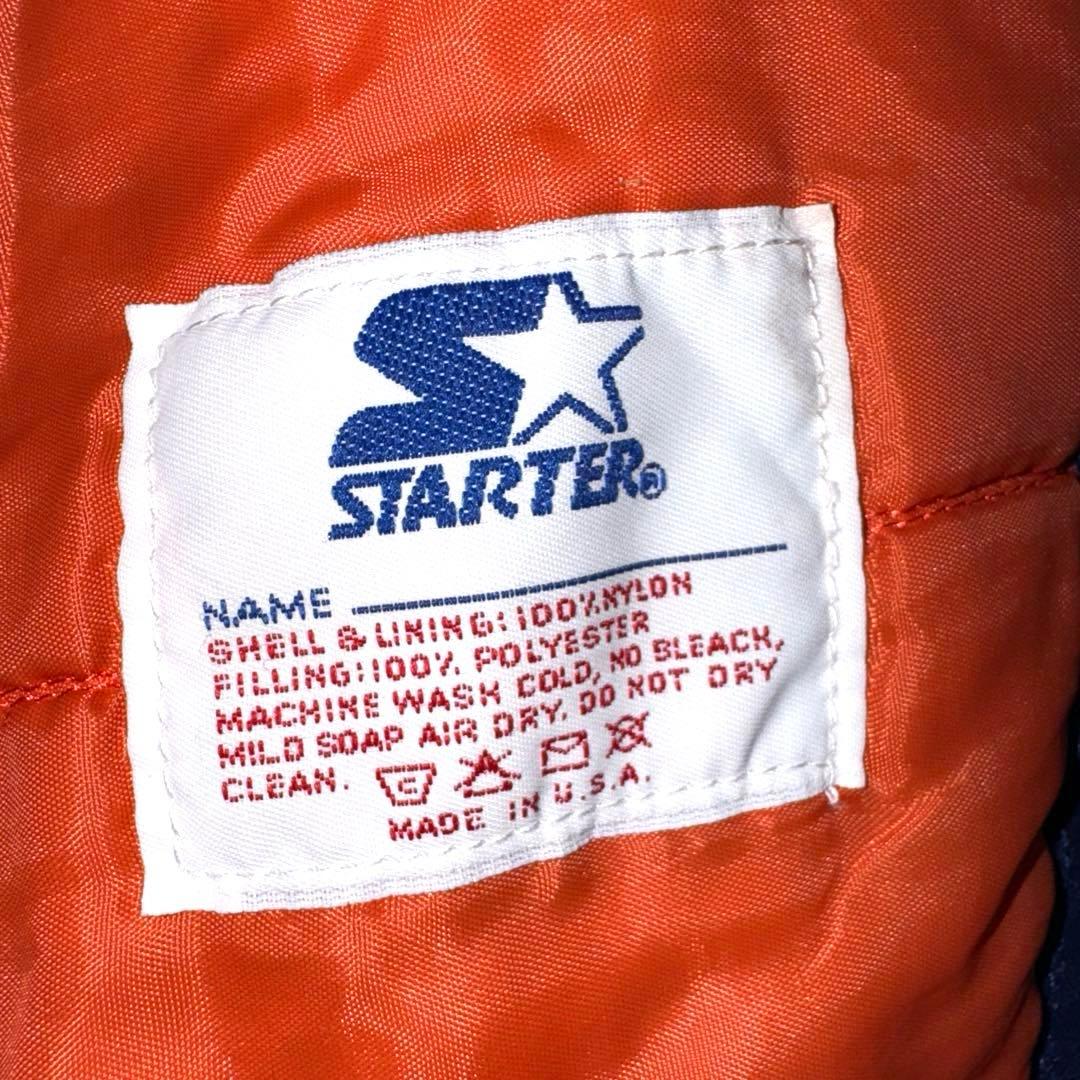 STARTER®
NAME
SHELL & LINING: 100% NYLON
FILLING: 100% POLYESTER
MACHINE WASH COLD, NO BLEACH,
MILD SOAP AIR DRY. DO NOT DRY
CLEAN.
MADE IN U.S.A.